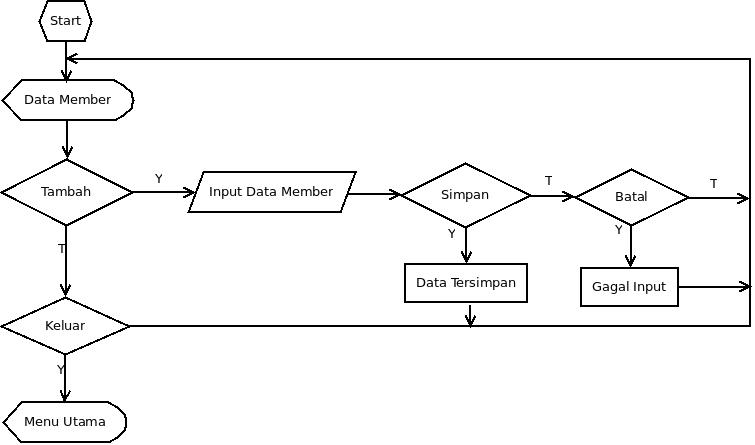 Start
Data Member
Tambah
Y
Input Data Member
Simpan
T
Batal
T
Y
Y
T
Data Tersimpan
Gagal Input
Keluar
Y
Menu Utama